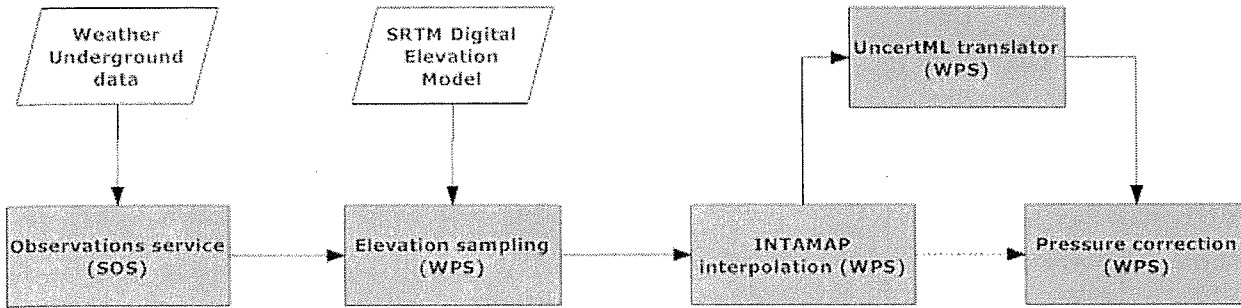 Weather
Underground
data
SRTM Digital
Elevation
Model
UncertML translator
(WPS)
Observations service
(SOS)
Elevation sampling
(WPS)
INTAMAP
interpolation (WPS)
Pressure correction
(WPS)